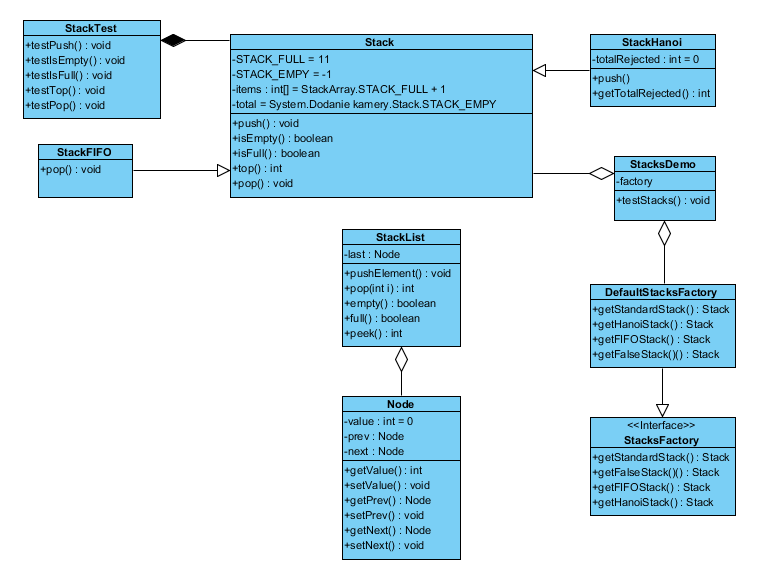 StackTest
+testPush() : void
+testIsEmpty() : void
+testIsFull() : void
+testTop() : void
+testPop() : void
Stack
-STACK_FULL = 11
-STACK_EMPY = -1
-items : int[] = StackArray.STACK_FULL + 1
-total = System.Dodanie kamery.Stack.STACK_EMPY
+push() : void
+isEmpty() : boolean
+isFull() : boolean
+top() : int
+pop() : void
StackHanoi
-totalRejected : int = 0
+push()
+getTotalRejected() : int
StackFIFO
+pop() : void
StacksDemo
-factory
+testStacks() : void
StackList
-last : Node
+pushElement() : void
+pop(int i) : int
+empty() : boolean
+full() : boolean
+peek() : int
DefaultStacksFactory
+getStandardStack() : Stack
+getHanoiStack() : Stack
+getFIFOStack() : Stack
+getFalseStack()() : Stack
Node
-value : int = 0
-prev : Node
-next : Node
+getValue() : int
+setValue() : void
+getPrev() : Node
+setPrev() : void
+getNext() : Node
+setNext() : void
<<Interface>>
StacksFactory
+getStandardStack() : Stack
+getFalseStack()() : Stack
+getFIFOStack() : Stack
+getHanoiStack() : Stack